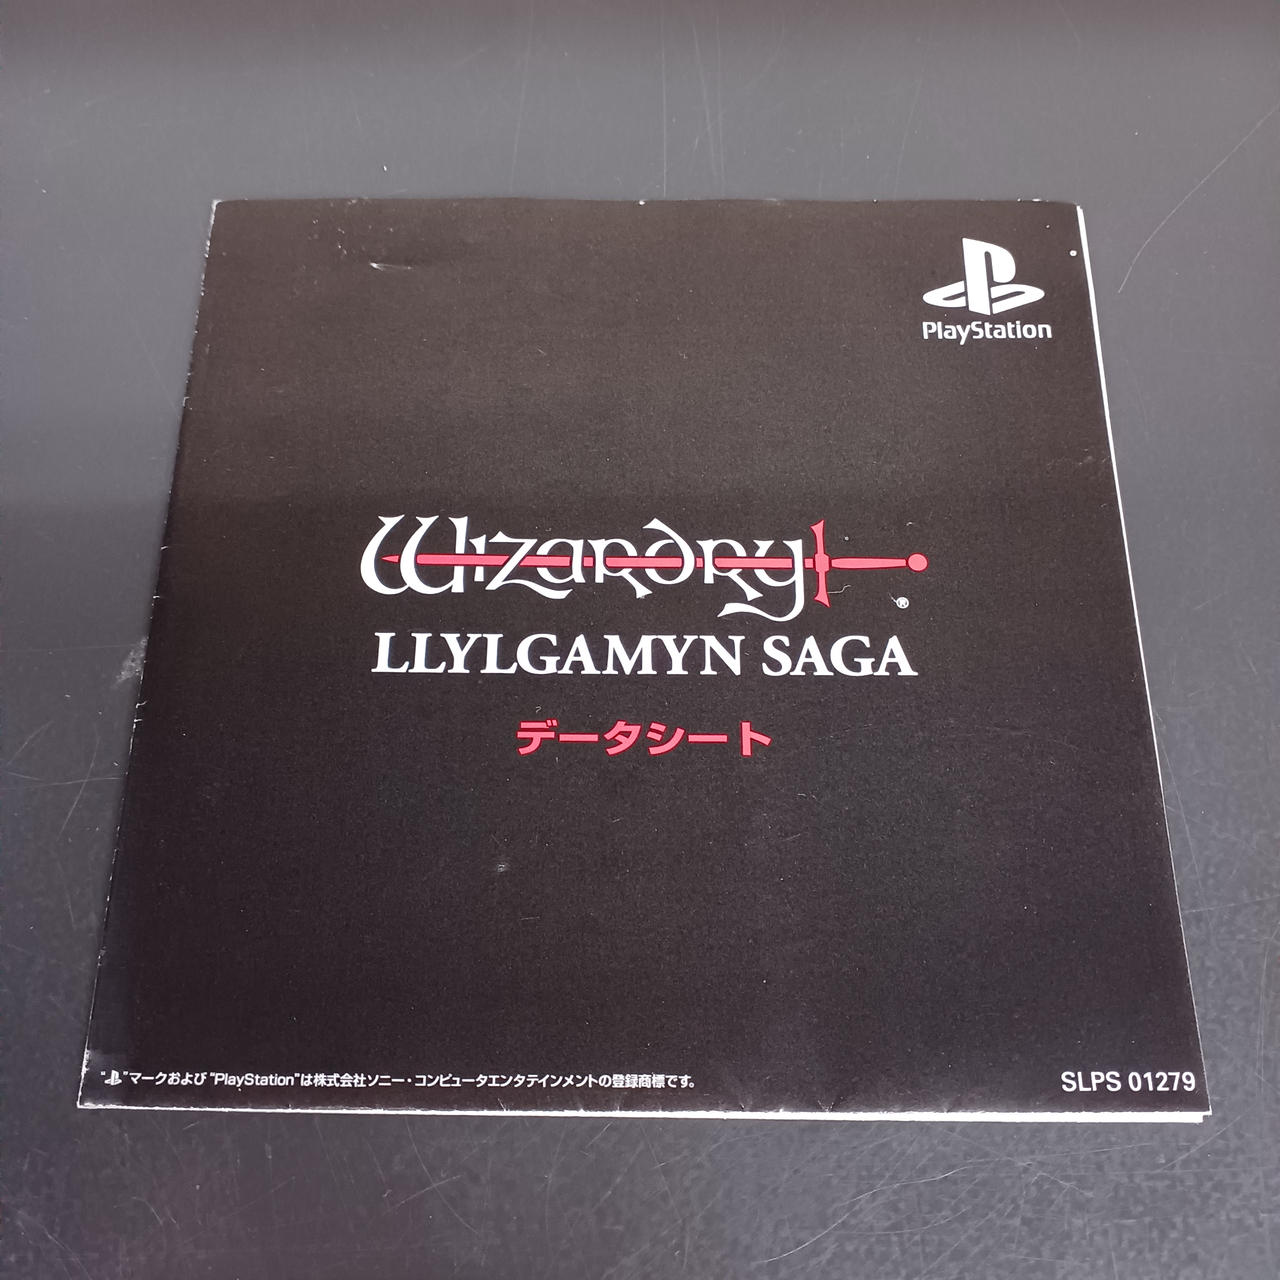 PlayStation
Wizardry®
LLYLGAMYN SAGA
データシート
“ ”マークおよび“PlayStation”は株式会社ソニー・コンピュータエンタテインメントの登録商標です。
SLPS 01279